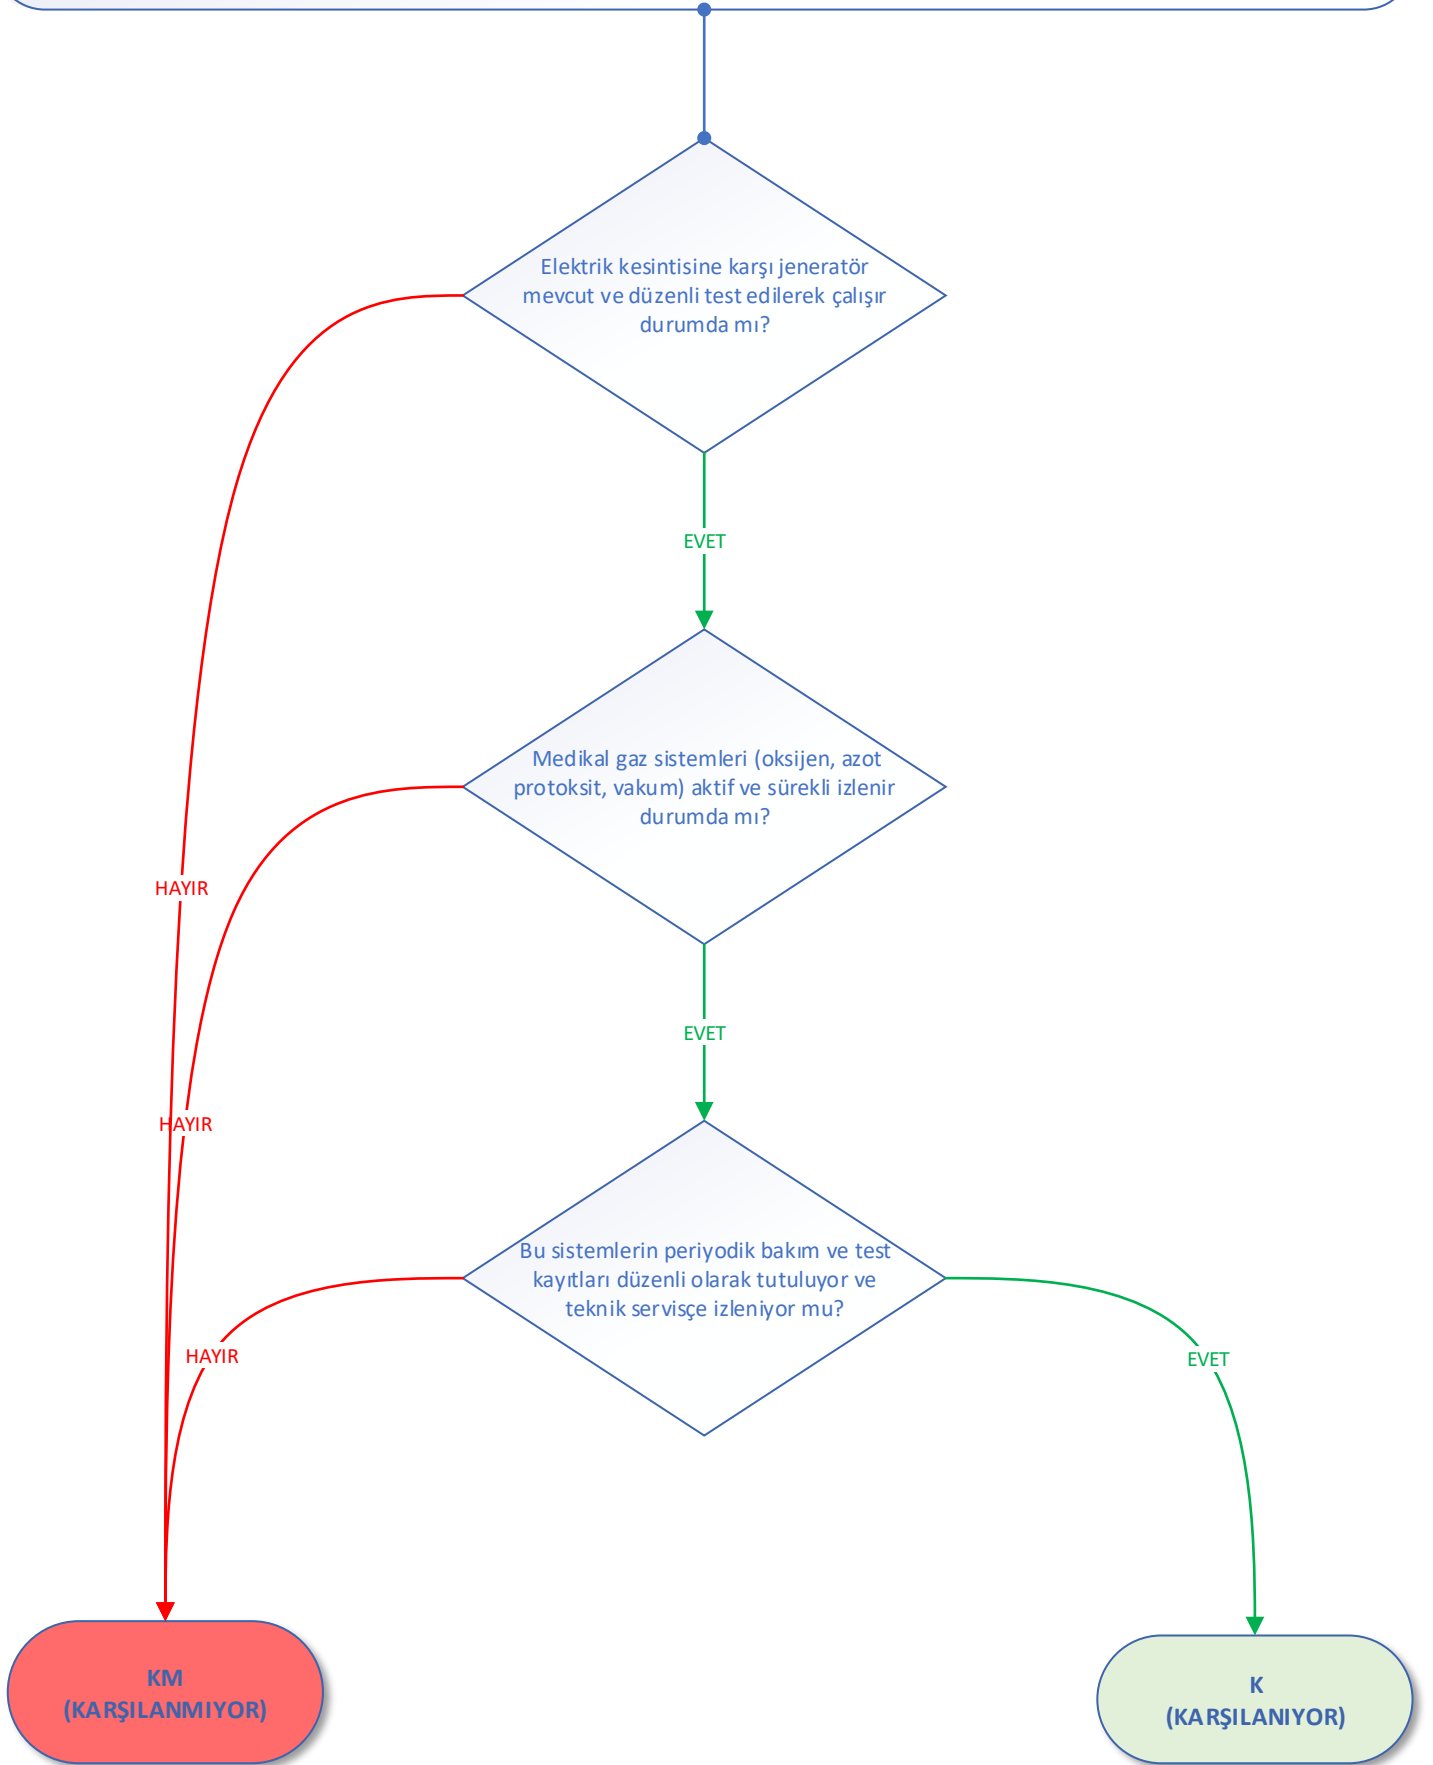 Elektrik kesintisine karşı jeneratör
mevcut ve düzenli test edilerek çalışır
durumda mı?
EVET
Medikal gaz sistemleri (oksijen, azot
protoksit, vakum) aktif ve sürekli izlenir
durumda mı?
HAYIR
EVET
HAYIR
Bu sistemlerin periyodik bakım ve test
kayıtları düzenli olarak tutuluyor ve
teknik servisçe izleniyor mu?
HAYIR
EVET
KM
(KARŞILANMIYOR)
K
(KARŞILANIYOR)